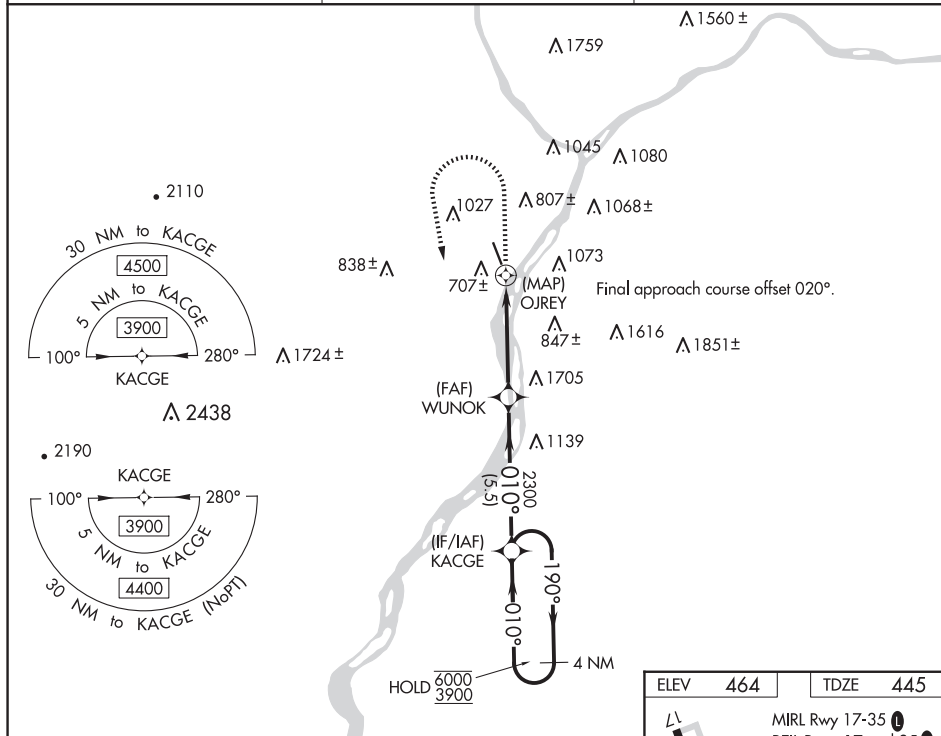 1560 ±
1759
1045
1080
2110
1027
807 ±
1068 ±
30 NM to KACGE
4500
5 NM to KACGE
3900
100°
280°
KACGE
838 ±
707 ±
(MAP)
OJREY
1073
Final approach course offset 020°.
847 ±
1616
1851 ±
1724 ±
(FAF)
WUNOK
1705
2438
1139
2190
KACGE
100°
280°
3900
5 NM to KACGE
4400
30 NM to KACGE (NoPT)
010°
2300
(5.5)
(IF/IAF)
KACGE
190°
010°
4 NM
HOLD 6000
3900
ELEV 464
TDZE 445
17
MIRL Rwy 17-35 L